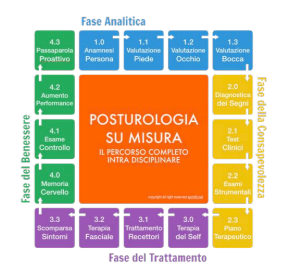 Fase Analitica
4.3
Passaparola
Proattivo
1.0
Anamnesi
Persona
1.1
Valutazione
Piede
1.2
Valutazione
Occhio
1.3
Valutazione
Bocca
4.2
Aumento
Performance
2.0
Diagnostica
dei Segni
4.1
Esame
Controllo
2.1
Test
Clinici
4.0
Memoria
Cervello
2.2
Esami
Strumentali
3.3
Scomparsa
Sintomi
3.2
Terapia
Fasciale
3.1
Trattamento
Recettori
3.0
Terapia
del Self
2.3
Piano
Terapeutico
POSTUROLOGIA
SU MISURA
IL PERCORSO COMPLETO
INTRA DISCIPLINARE
copyright all right reserved
Fase del Benessere
Fase della Consapevolezza
Fase del Trattamento